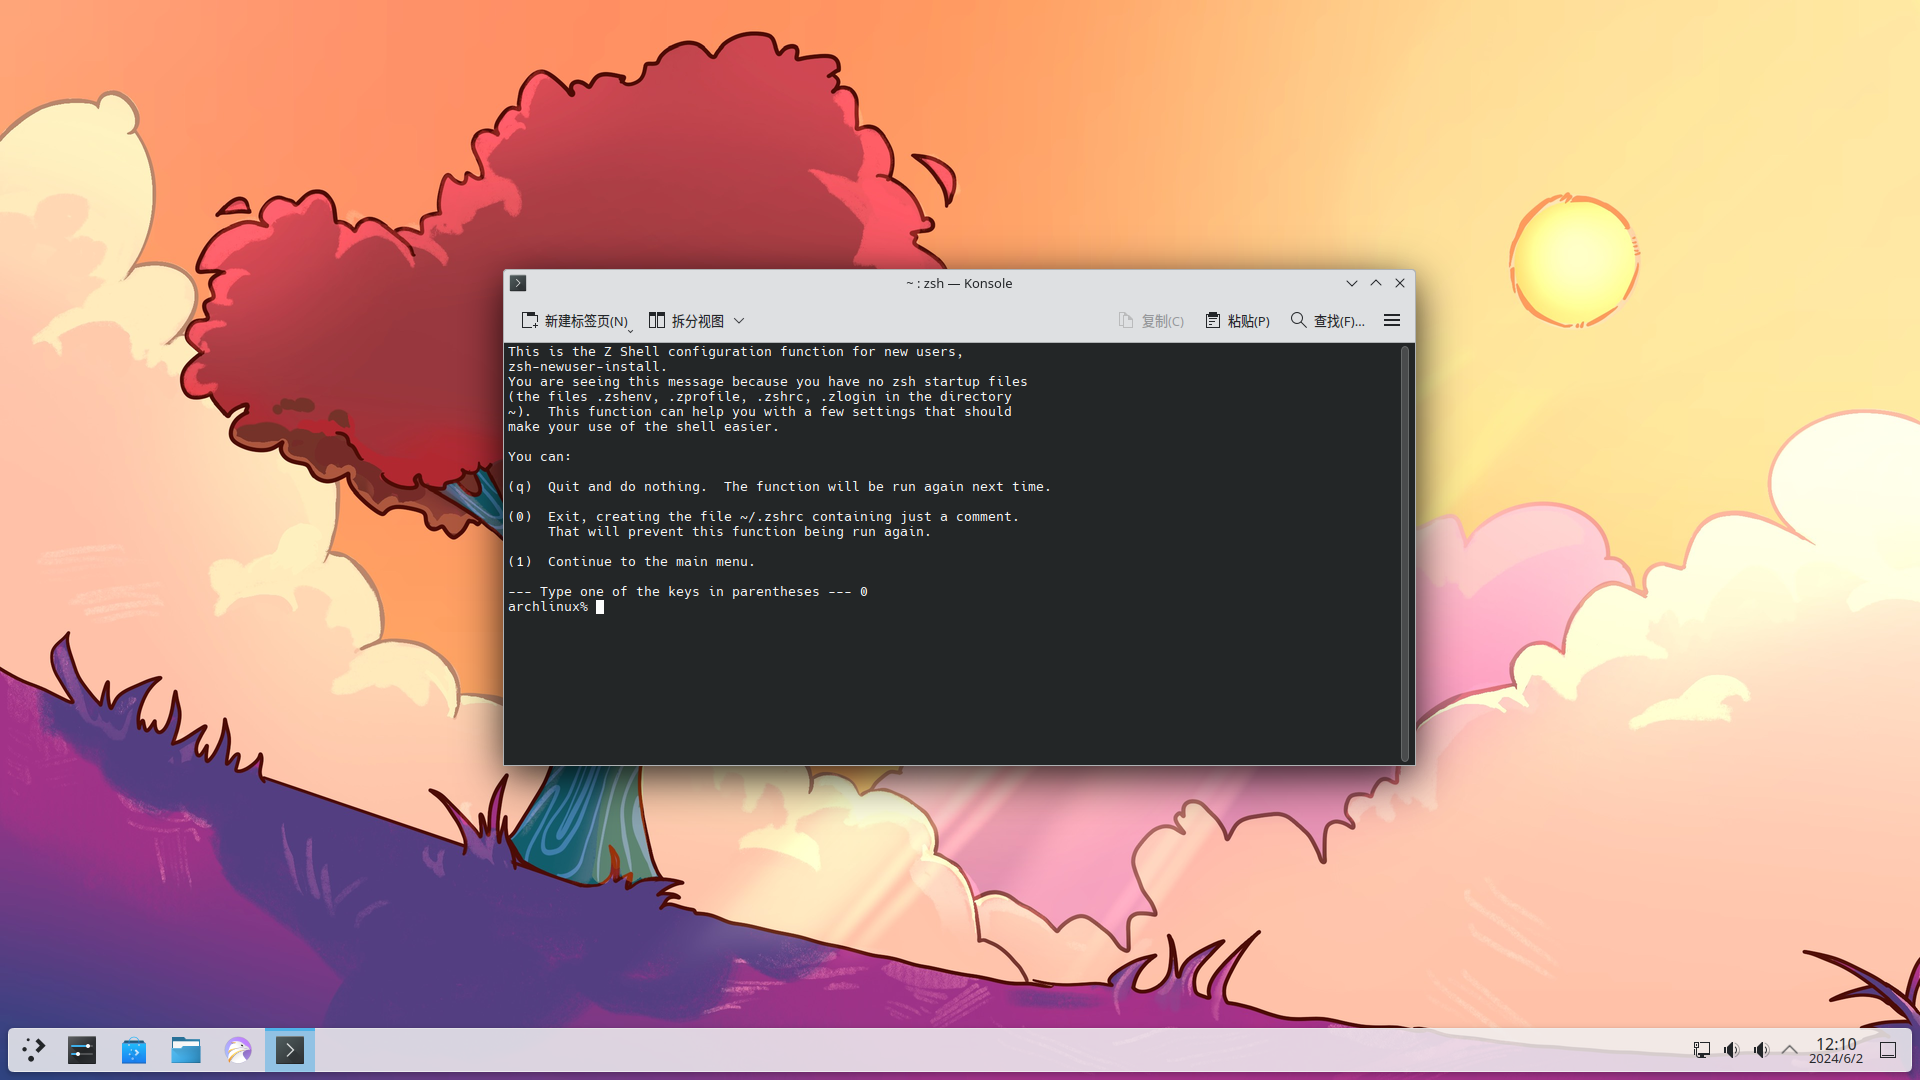 ~ : zsh — Konsole
新建标签页(N) 拆分视图 复制(C) 粘贴(P) 查找(F)...
This is the Z Shell configuration function for new users,
zsh-newuser-install.
You are seeing this message because you have no zsh startup files
(the files .zshenv, .zprofile, .zshrc, .zlogin in the directory
~).  This function can help you with a few settings that should
make your use of the shell easier.
You can:
(q)  Quit and do nothing.  The function will be run again next time.
(0)  Exit, creating the file ~/.zshrc containing just a comment.
That will prevent this function being run again.
(1)  Continue to the main menu.
--- Type one of the keys in parentheses --- 0
archlinux%
12:10
2024/6/2